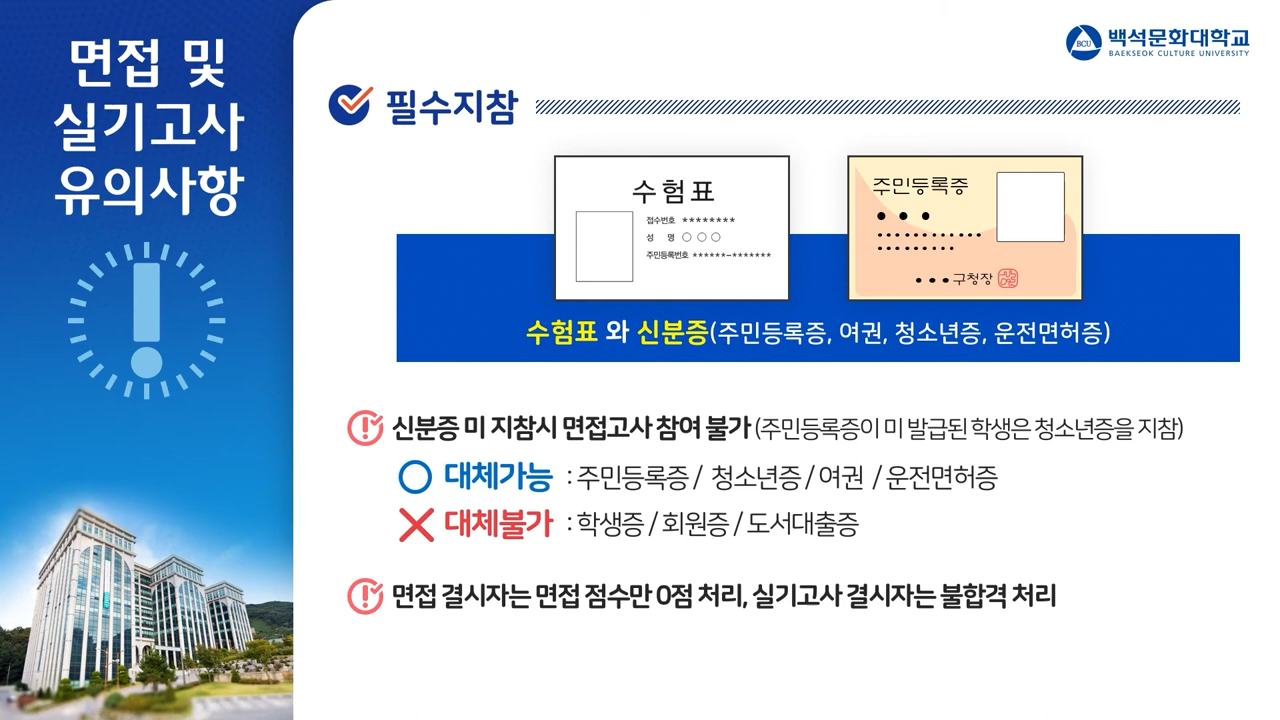 면접 및
실기고사
유의사항
BCU
백석문화대학교
BAEKSEOK CULTURE UNIVERSITY
필수지참
수험표
접수번호 ********
성 명 ○○○
주민등록번호 ******-*******
주민등록증
● ● ●
●●●구청장
수험표 와 신분증(주민등록증, 여권, 청소년증, 운전면허증)
신분증 미 지참시 면접고사 참여 불가 (주민등록증이 미 발급된 학생은 청소년증을 지참)
대체가능 : 주민등록증 / 청소년증 / 여권 / 운전면허증
대체불가 : 학생증 / 회원증 / 도서대출증
면접 결시자는 면접 점수만 0점 처리, 실기고사 결시자는 불합격 처리